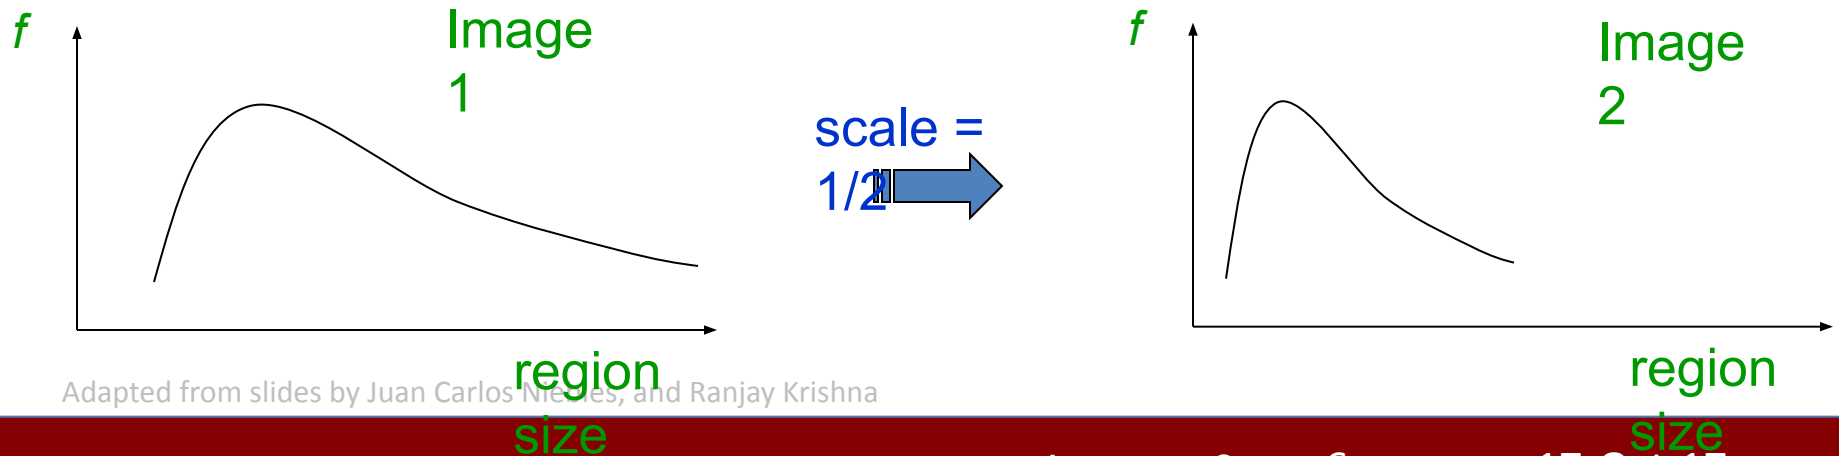 f
Image
1
scale =
1/2
f
Image
2
region
size
region
size
Adapted from slides by Juan Carlos Niebles, and Ranjay Krishna